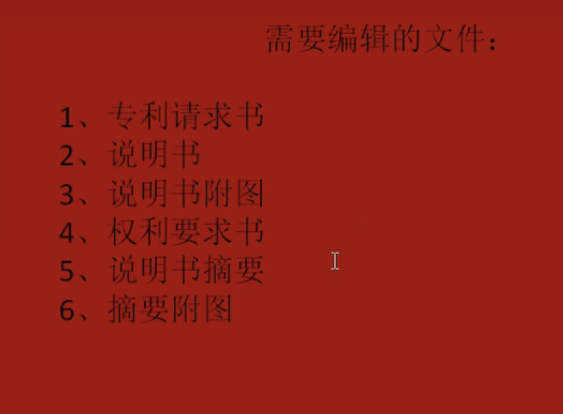 需要编辑的文件：
1、专利请求书
2、说明书
3、说明书附图
4、权利要求书
5、说明书摘要
6、摘要附图